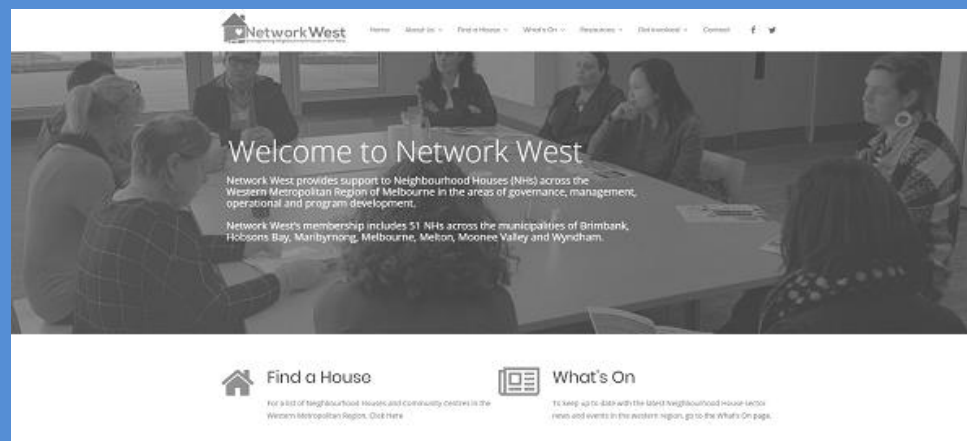 NetworkWest
Home About Us Find a House What's On Resources Get Involved Contact
Welcome to Network West
Network West provides support to Neighbourhood Houses (NHs) across the
Western Metropolitan Region of Melbourne in the areas of governance, management,
operational and program development.
Network West's membership includes 51 NHs across the municipalities of Brimbank,
Hobsons Bay, Maribyrnong, Melbourne, Melton, Moonee Valley and Wyndham.
Find a House
For a list of Neighbourhood Houses and Community Centres in the
Western Metropolitan Region, Click Here
What's On
To keep up to date with the latest Neighbourhood House sector
news and events in the western region, go to the What's On page.